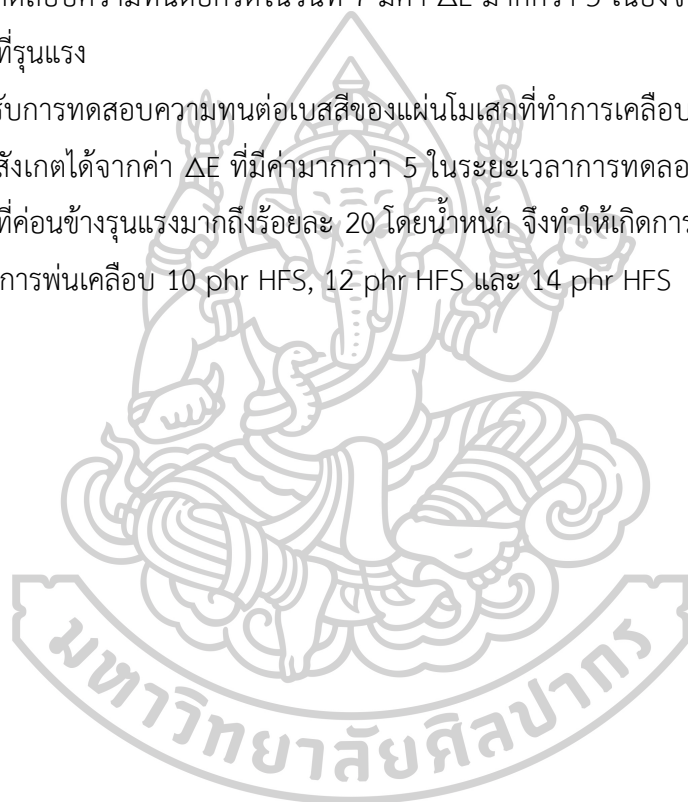 ที่รุนแรง
รับการทดสอบความทนต่อเบสสีของแผ่นโมเสกที่ทำการเคลือบ
สังเกตได้จากค่า ΔE ที่มีค่ามากกว่า 5 ในระยะเวลาการทดลอ
ที่ค่อนข้างรุนแรงมากถึงร้อยละ 20 โดยน้ำหนัก จึงทำให้เกิดการ
การพ่นเคลือบ 10 phr HFS, 12 phr HFS และ 14 phr HFS
มหาวิทยาลัยศิลปากร